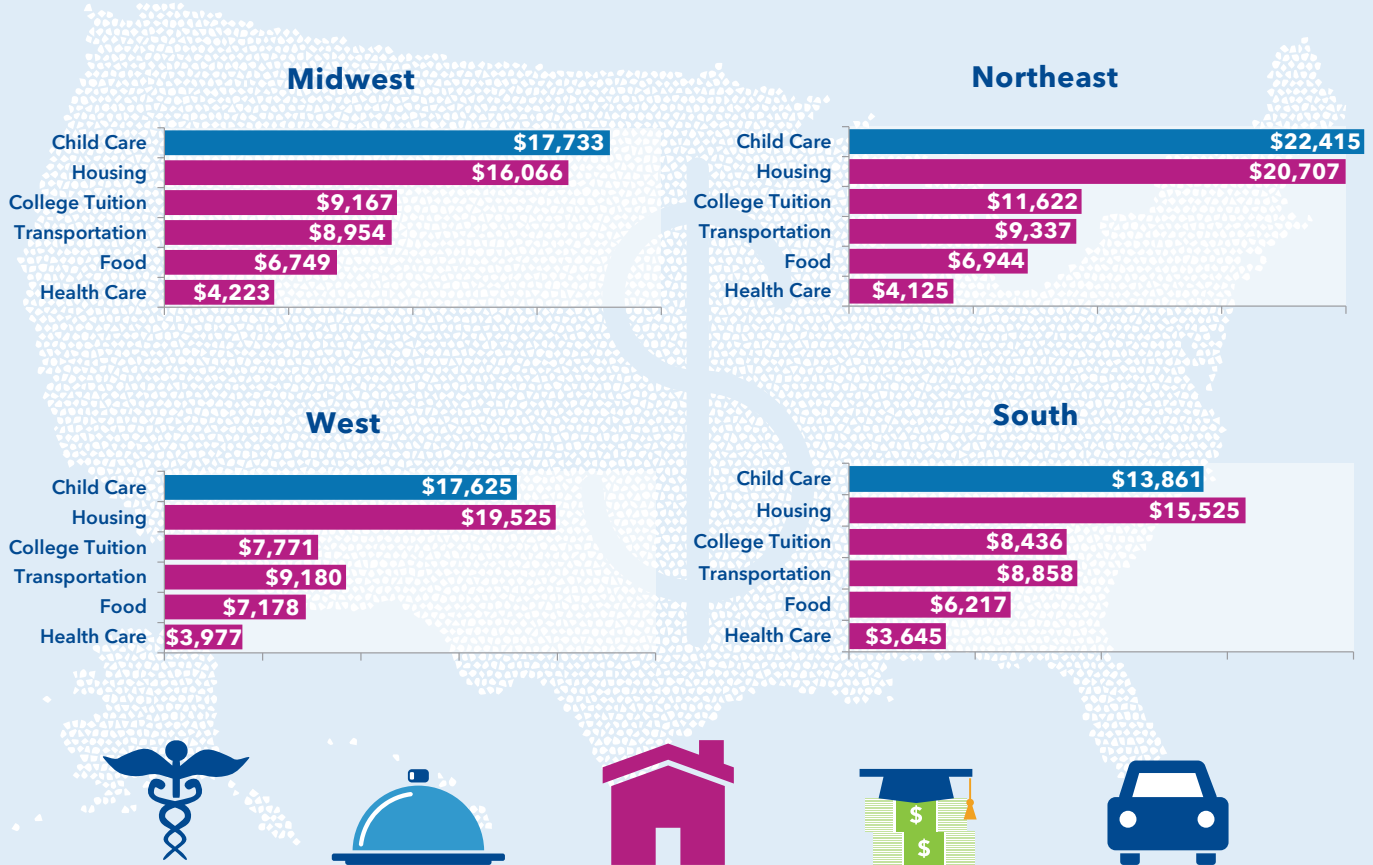 Midwest
Child Care $17,733
Housing $16,066
College Tuition $9,167
Transportation $8,954
Food $6,749
Health Care $4,223
Northeast
Child Care $22,415
Housing $20,707
College Tuition $11,622
Transportation $9,337
Food $6,944
Health Care $4,125
West
Child Care $17,625
Housing $19,525
College Tuition $7,771
Transportation $9,180
Food $7,178
Health Care $3,977
South
Child Care $13,861
Housing $15,525
College Tuition $8,436
Transportation $8,858
Food $6,217
Health Care $3,645
$
$